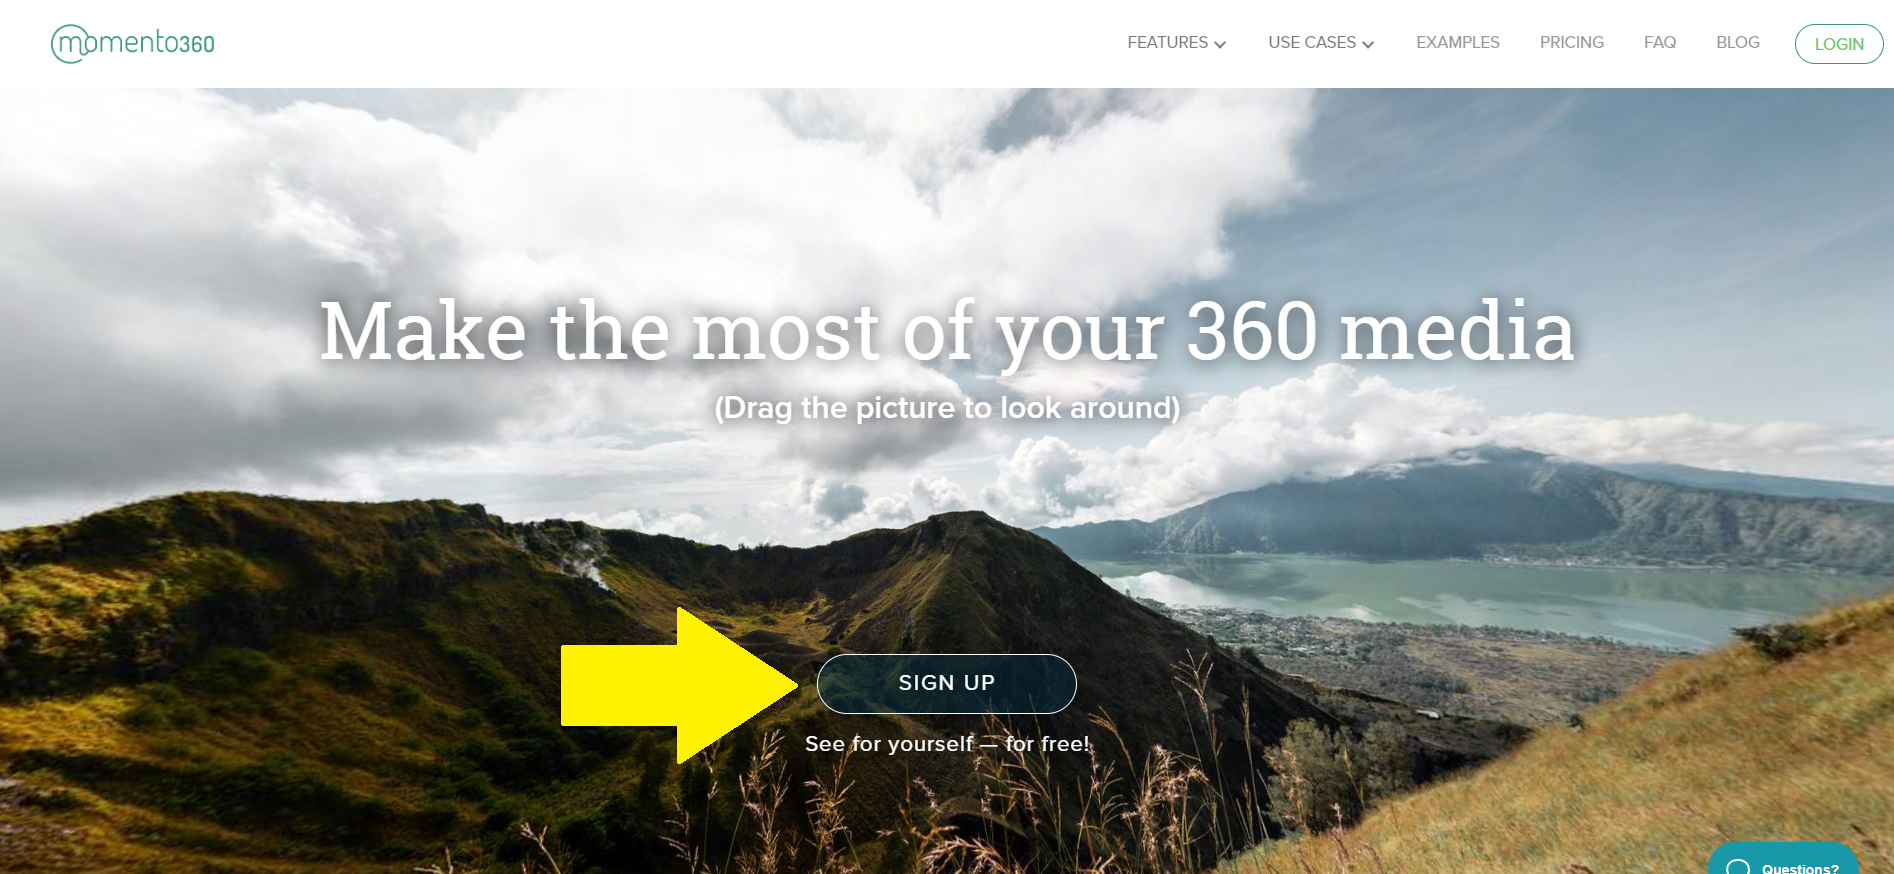 momento360
FEATURES
USE CASES
EXAMPLES
PRICING
FAQ
BLOG
LOGIN
Make the most of your 360 media
(Drag the picture to look around)
SIGN UP
See for yourself — for free!
Questions?